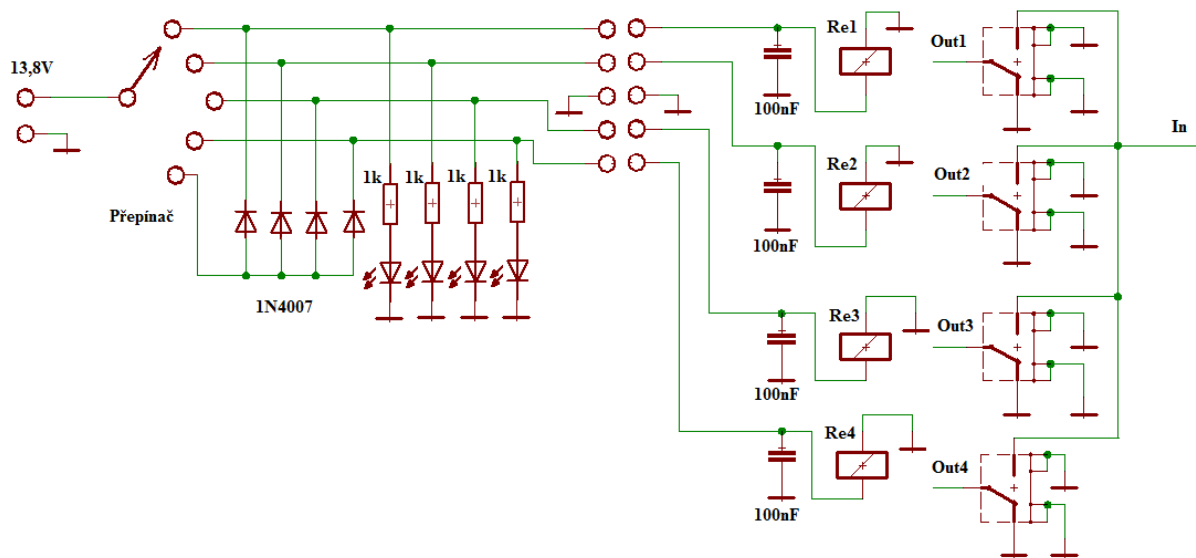 13,8V
Přepínač
1N4007
1k
1k
1k
1k
100nF
Re1
Out1
In
100nF
Re2
Out2
100nF
Re3
Out3
100nF
Re4
Out4